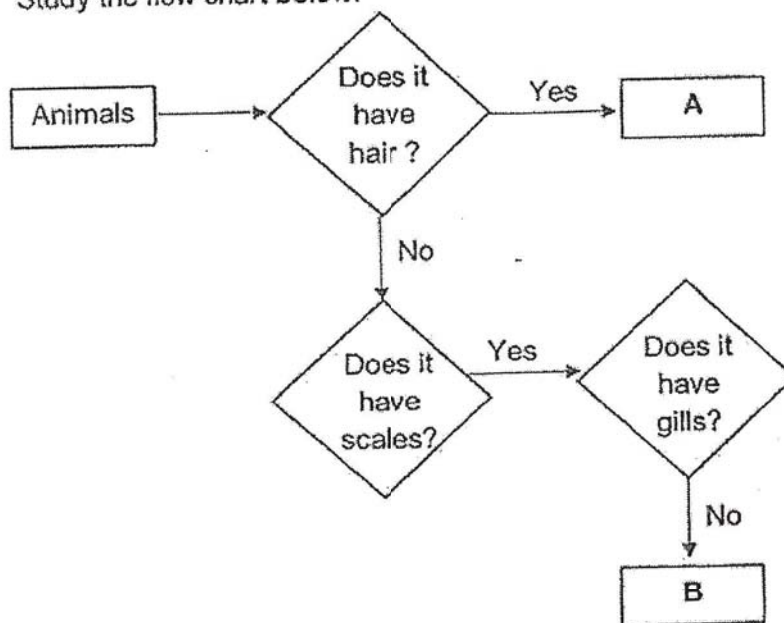 Study the flow chart below.
Does it
have
hair ?
Animals
Yes
A
No
Does it
have
scales?
Yes
Does it
have
gills?
No
B